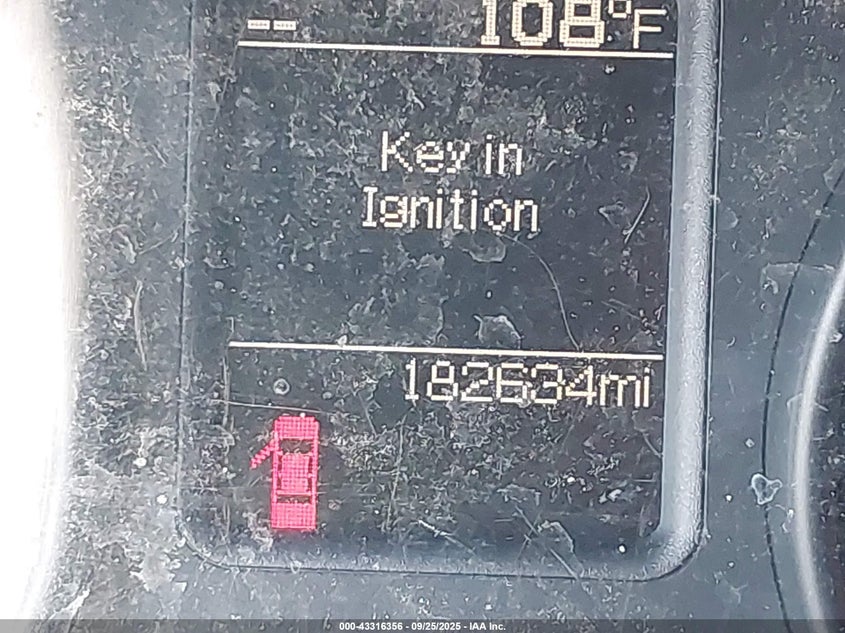 -- 108°F
Key in
Ignition
182634mi
000-43316356 - 09/25/2025 - IAA Inc.